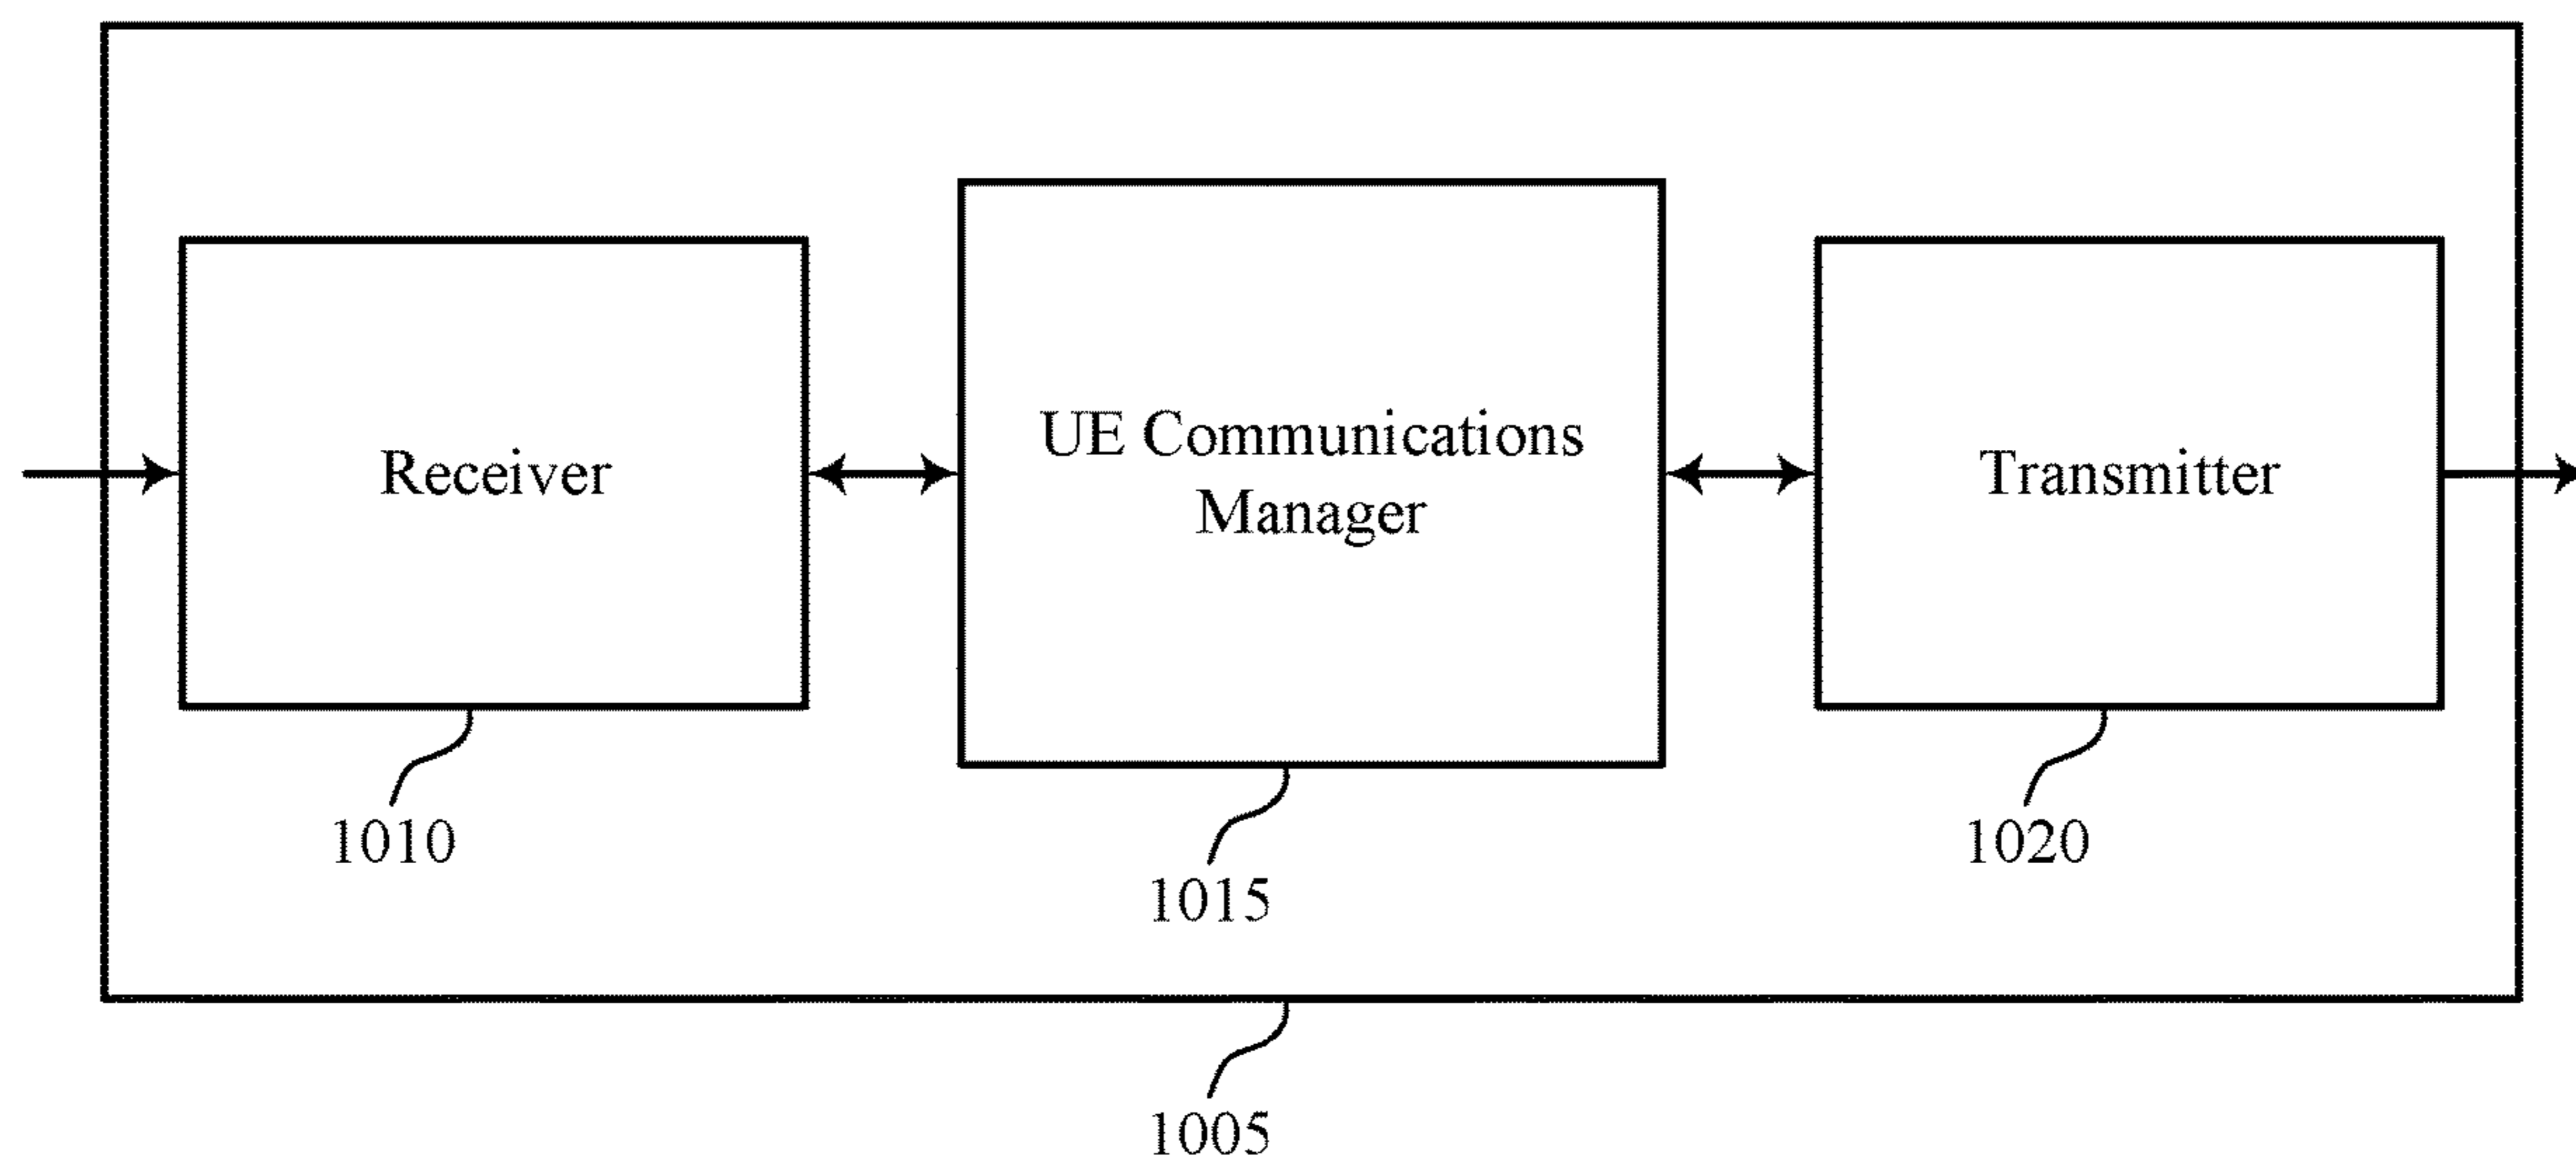 Receiver
UE Communications
Manager
Transmitter
1010
1015
1020
1005